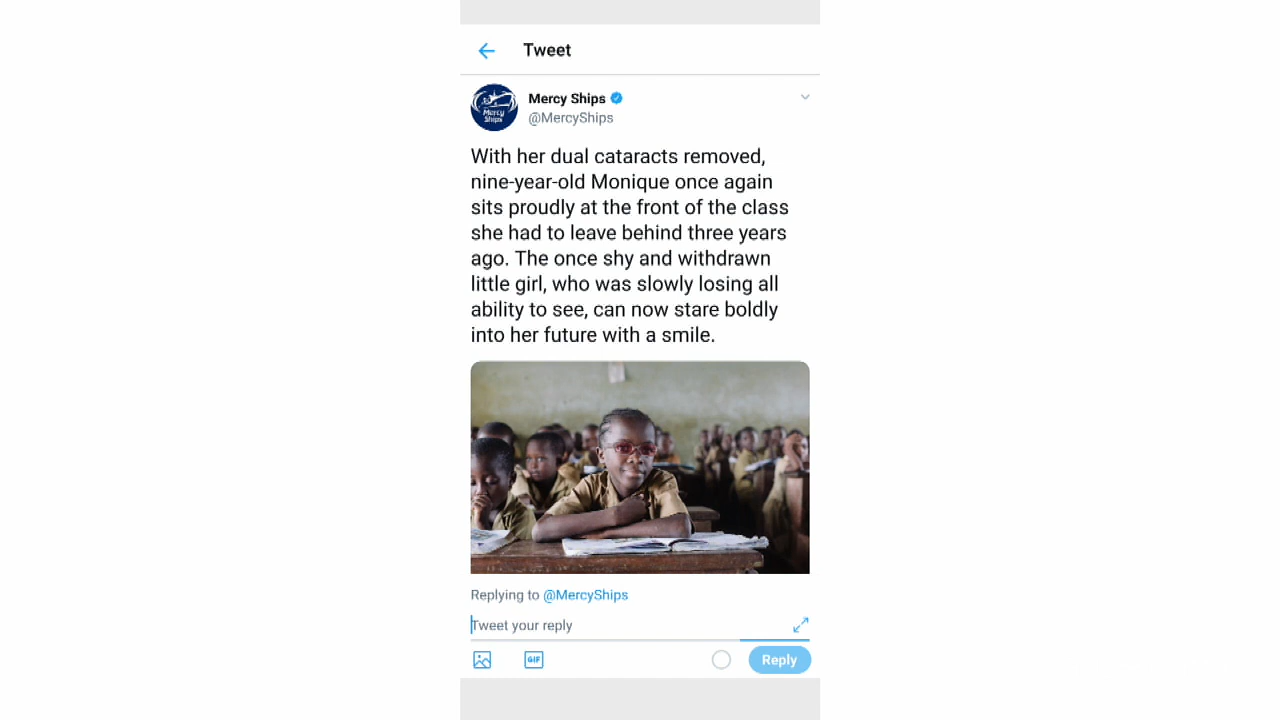 Tweet
Mercy Ships
Mercy
Ships
@MercyShips
With her dual cataracts removed,
nine-year-old Monique once again
sits proudly at the front of the class
she had to leave behind three years
ago. The once shy and withdrawn
little girl, who was slowly losing all
ability to see, can now stare boldly
into her future with a smile.
Replying to @MercyShips
Tweet your reply
GIF
Reply